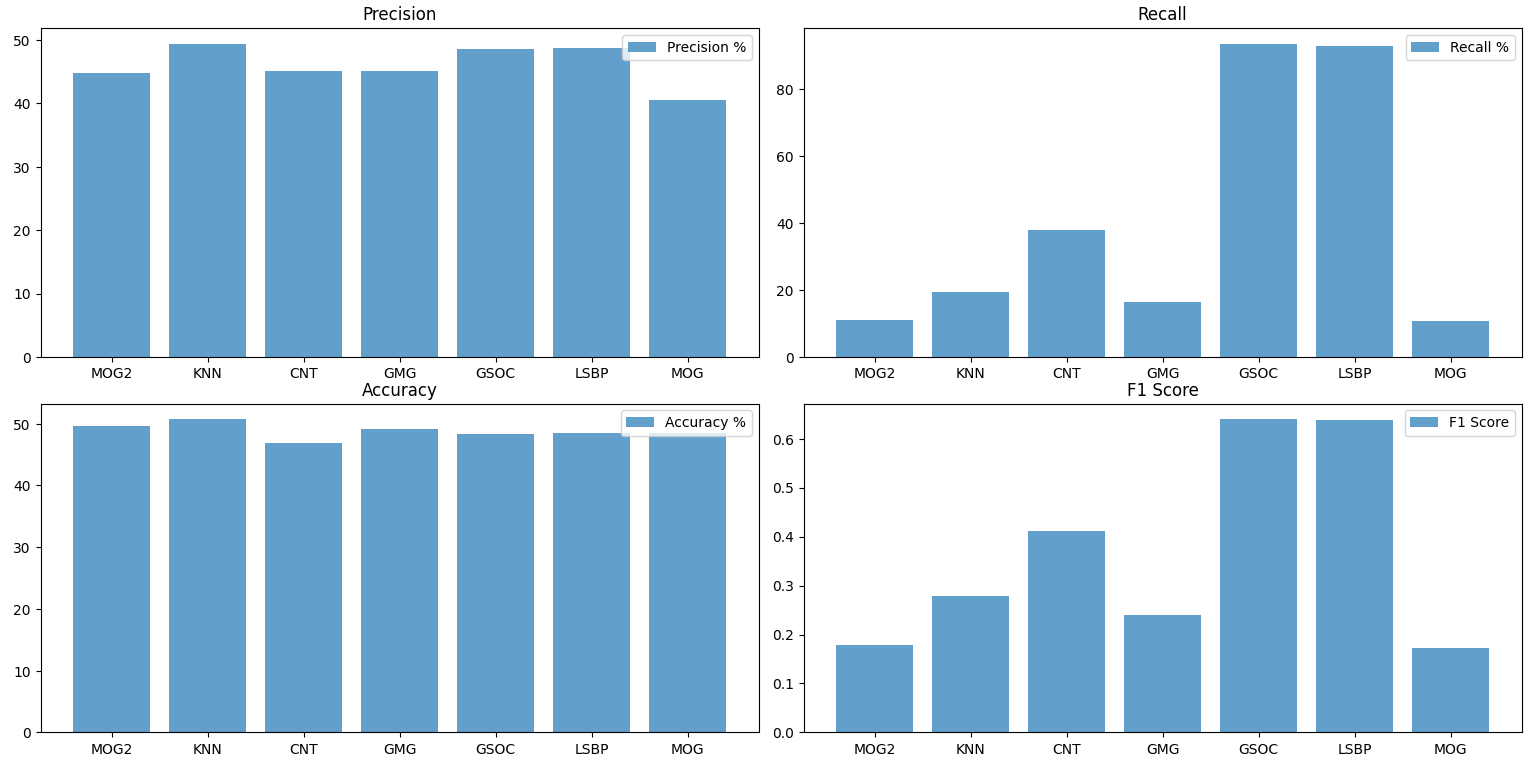 Precision
50
40
30
20
10
0
Precision %
MOG2 KNN CNT GMG GSOC LSBP MOG
Recall
80
60
40
20
0
Recall %
MOG2 KNN CNT GMG GSOC LSBP MOG
Accuracy
50
40
30
20
10
0
Accuracy %
MOG2 KNN CNT GMG GSOC LSBP MOG
F1 Score
0.6
0.5
0.4
0.3
0.2
0.1
0.0
F1 Score
MOG2 KNN CNT GMG GSOC LSBP MOG